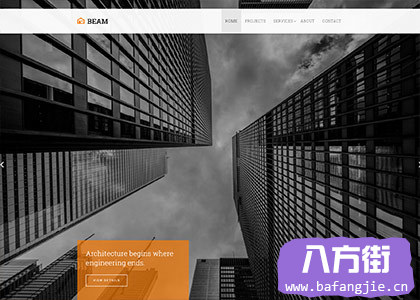 BEAM
HOME PROJECTS SERVICES ABOUT CONTACT
Architecture begins where
engineering ends.
VIEW DETAILS
八方街
www.bafangjie.cn